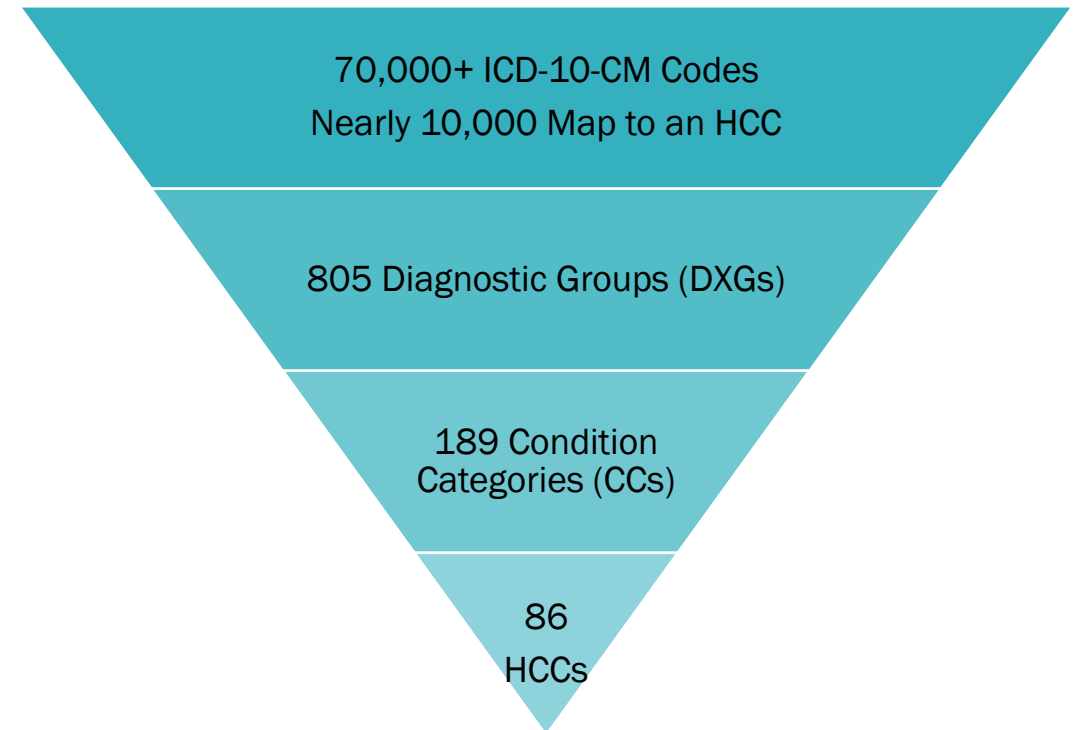 70,000+ ICD-10-CM Codes
Nearly 10,000 Map to an HCC
805 Diagnostic Groups (DXGs)
189 Condition
Categories (CCs)
86
HCCs